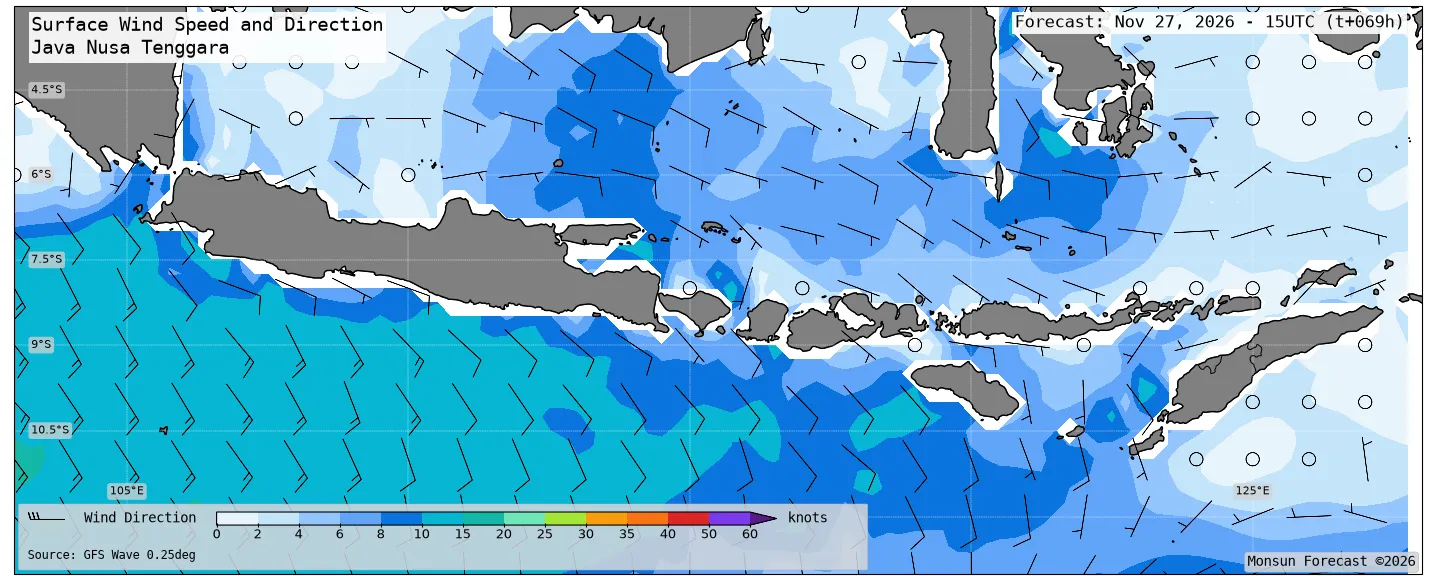 Surface Wind Speed and Direction
Java Nusa Tenggara
Forecast: Nov 27, 2026 - 15UTC (t+069h)
4.5°S
6°S
7.5°S
9°S
10.5°S
105°E
125°E
Wind Direction
0 2 4 6 8 10 15 20 25 30 35 40 50 60
knots
Source: GFS Wave 0.25deg
Monsun Forecast ©2026